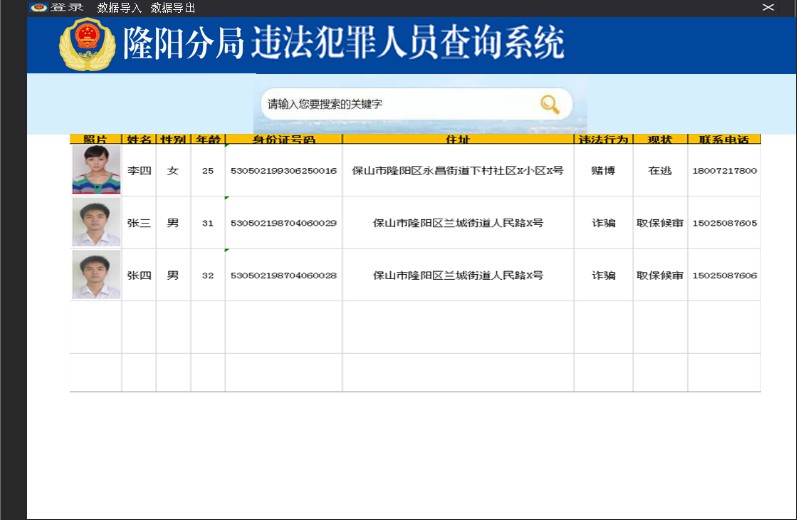 登录 数据导入 数据导出
隆阳分局 违法犯罪人员查询系统
请输入您要搜索的关键字
照片 姓名 性别 年龄 身份证号码 住址 违法行为 现状 联系电话
李四 女 25 530502199306250016 保山市隆阳区永昌街道下村社区X小区X号 赌博 在逃 18007217800
张三 男 31 530502198704060029 保山市隆阳区兰城街道人民路X号 诈骗 取保候审 15025087605
张四 男 32 530502198704060028 保山市隆阳区兰城街道人民路X号 诈骗 取保候审 15025087606